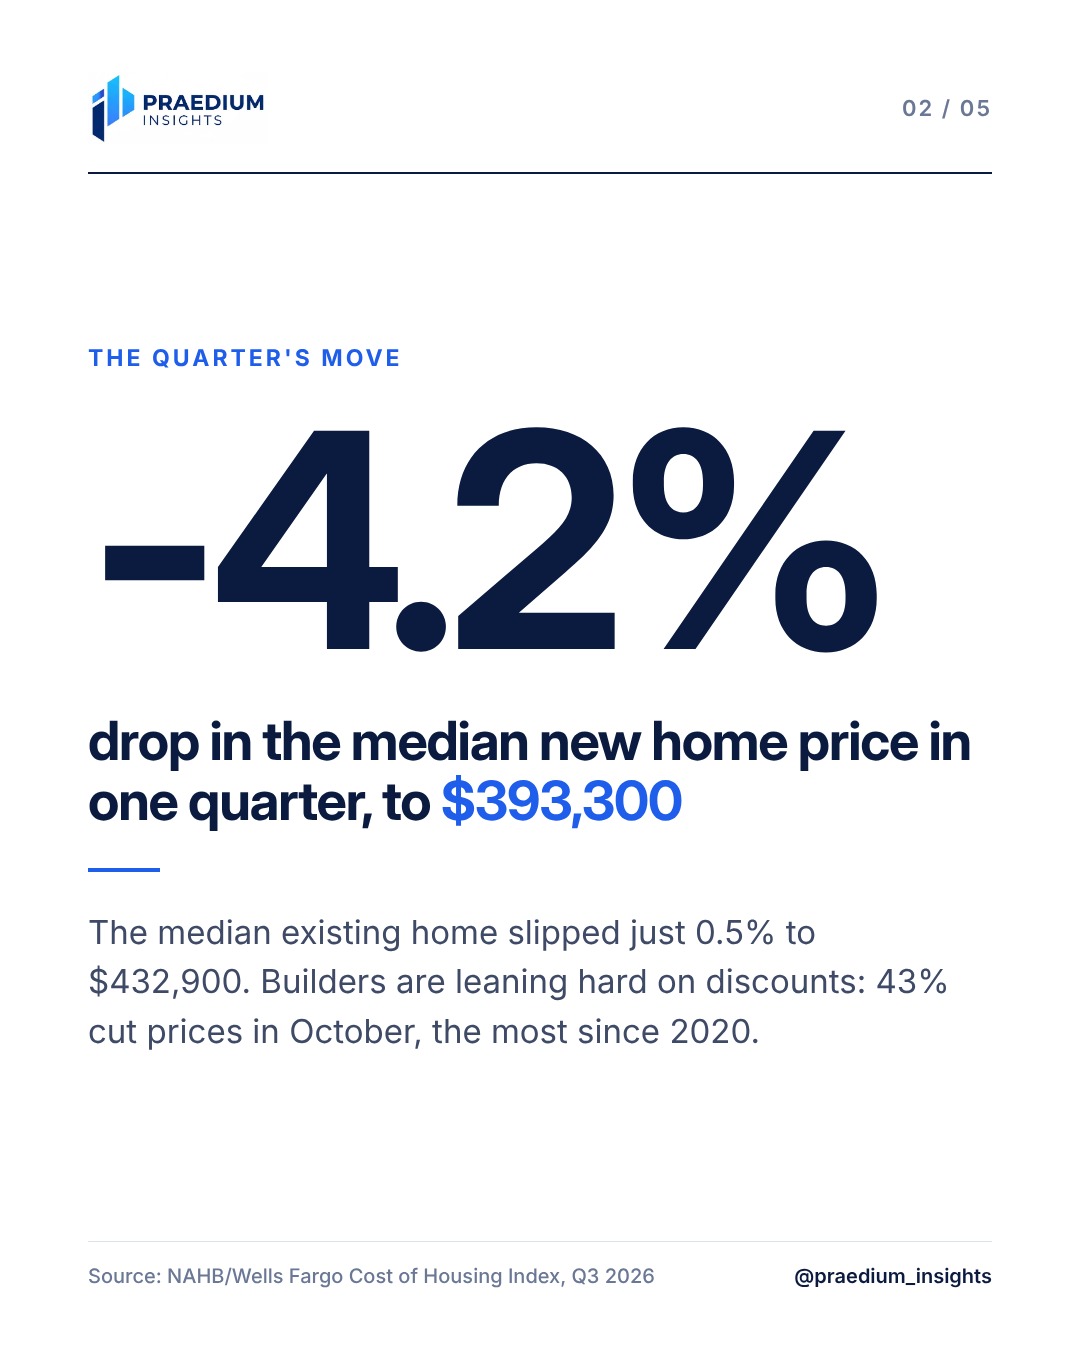 PRAEDIUM
INSIGHTS
02 / 05
THE QUARTER'S MOVE
-4.2%
drop in the median new home price in
one quarter, to $393,300
The median existing home slipped just 0.5% to
$432,900. Builders are leaning hard on discounts: 43%
cut prices in October, the most since 2020.
Source: NAHB/Wells Fargo Cost of Housing Index, Q3 2026
@praedium_insights